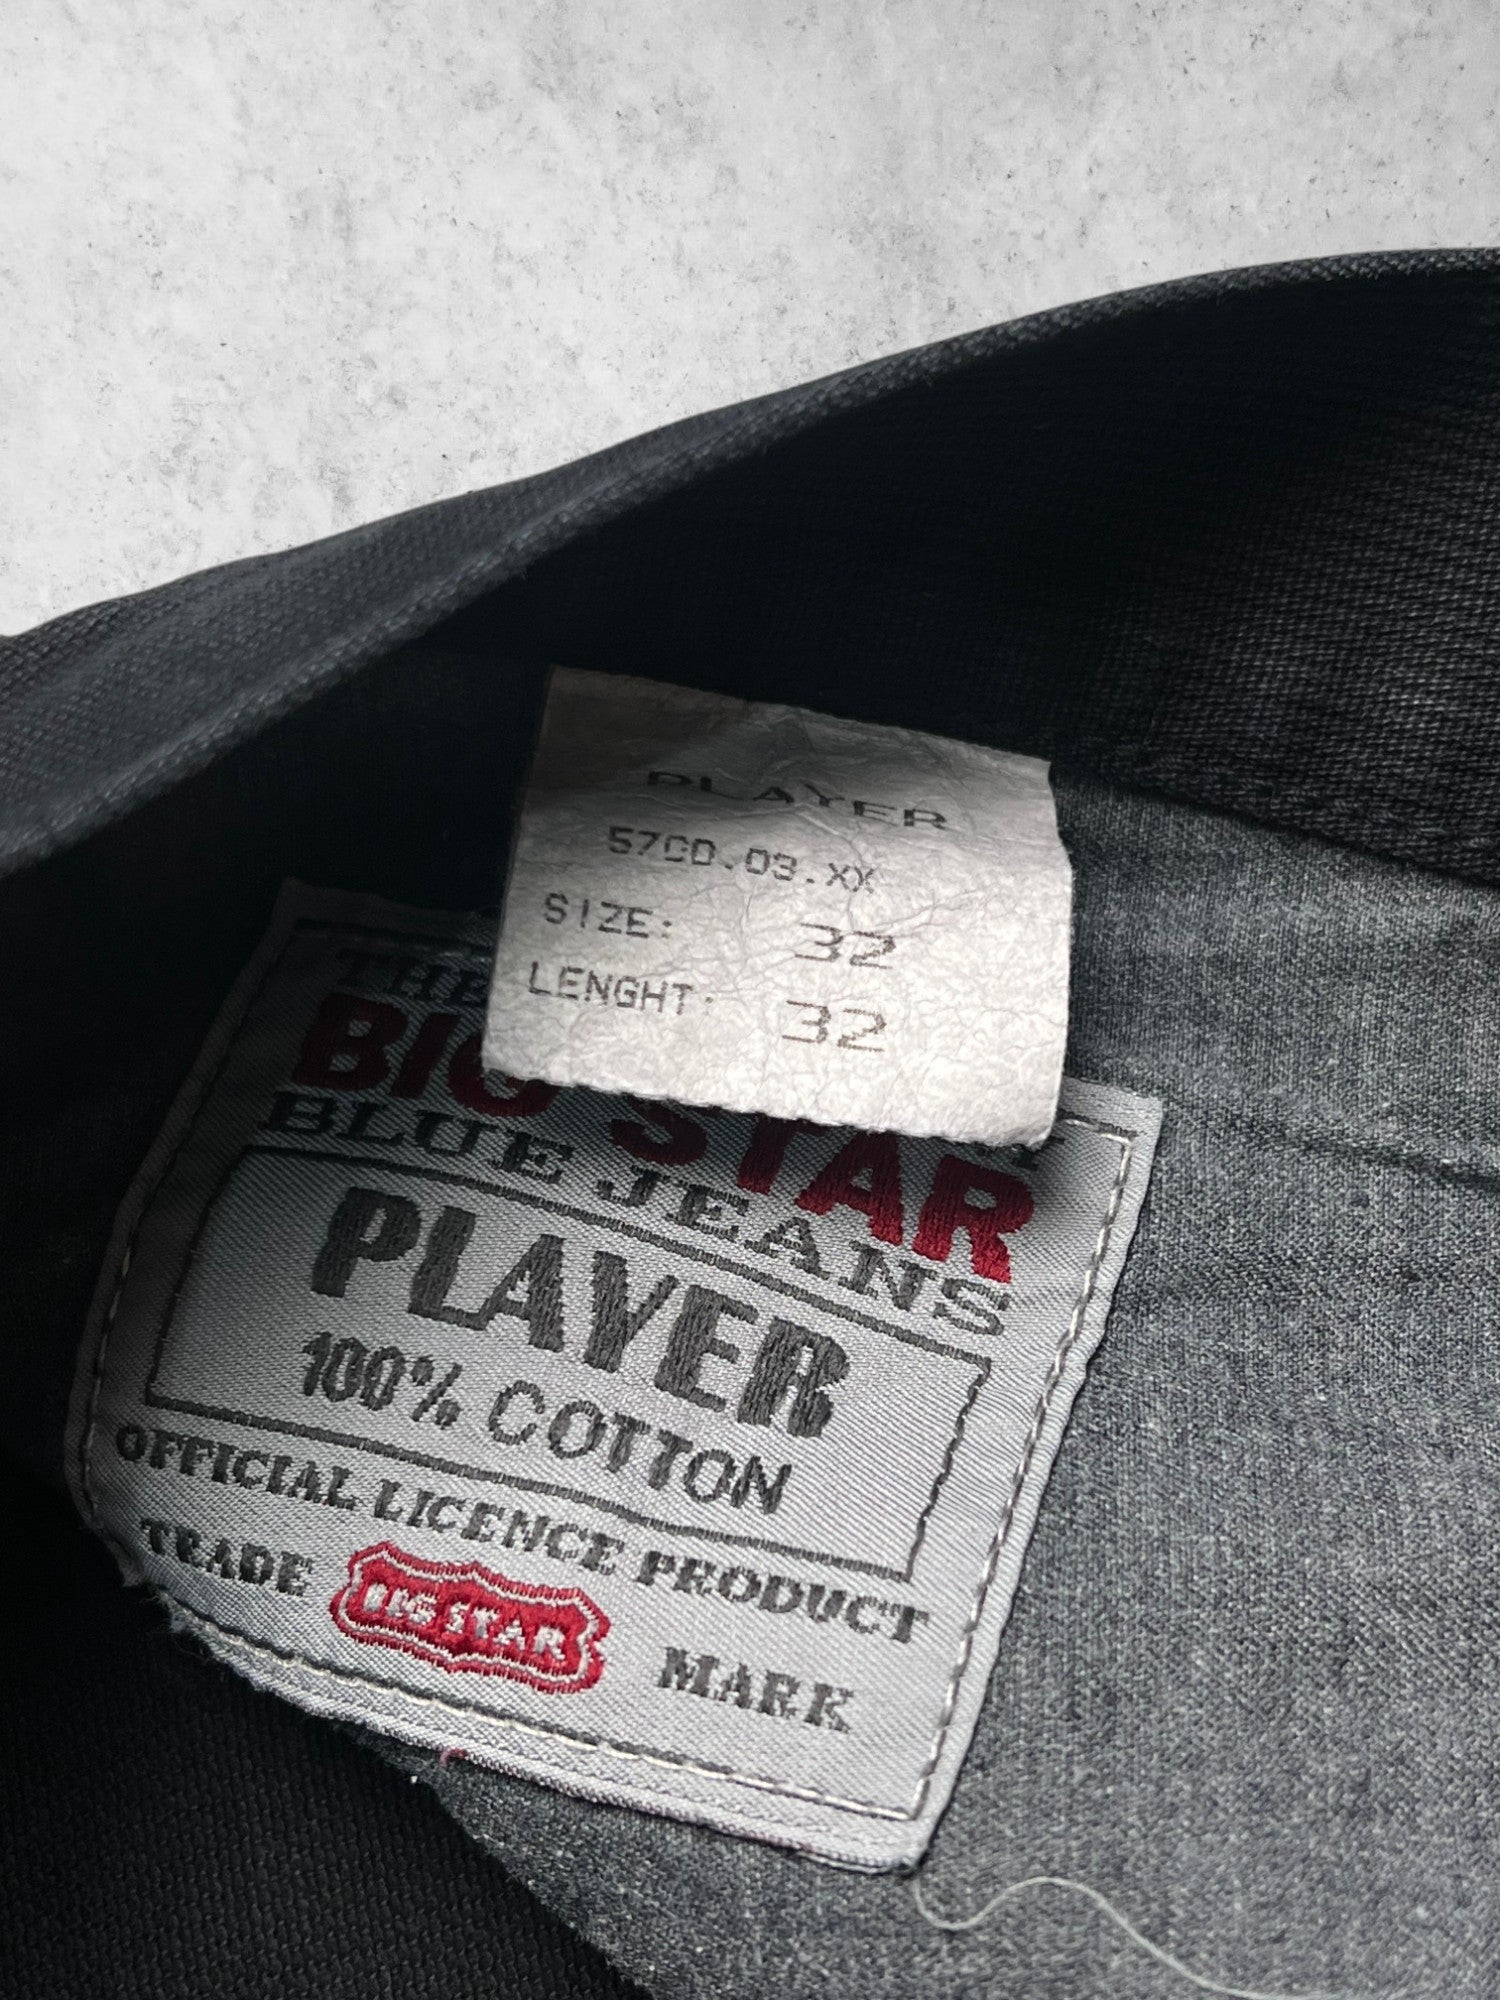 PLAYER
5700.03.XX
SIZE: 32
LENGHT: 32
THE
BIG STAR
BLUE JEANS
PLAYER
100% COTTON
OFFICIAL LICENCE PRODUCT
TRADE BIG STAR MARK